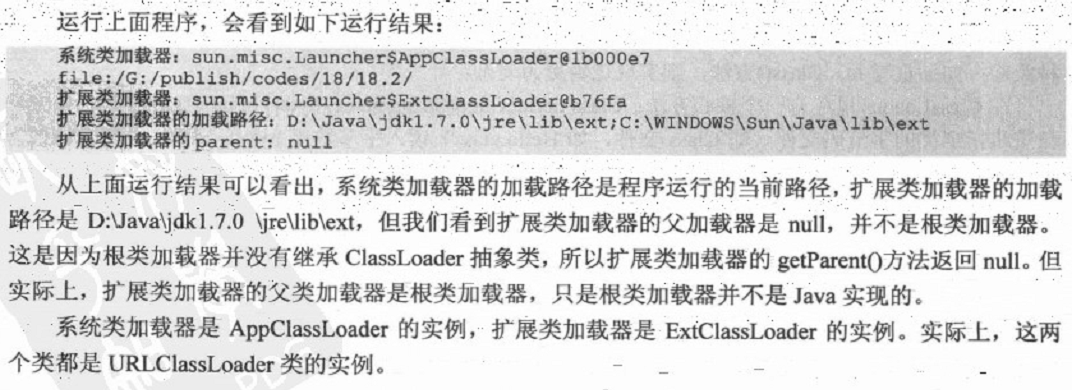 运行上面程序，会看到如下运行结果：
系统类加载器：sun.misc.Launcher$AppClassLoader@1b000e7
file:/G:/publish/codes/18/18.2/
扩展类加载器：sun.misc.Launcher$ExtClassLoader@b76fa
扩展类加载器的加载路径：D:\Java\jdk1.7.0\jre\lib\ext;C:\WINDOWS\Sun\Java\lib\ext
扩展类加载器的parent：null
从上面运行结果可以看出，系统类加载器的加载路径是程序运行的当前路径，扩展类加载器的加载
路径是 D:\Java\jdk1.7.0 \jre\lib\ext，但我们看到扩展类加载器的父加载器是 null，并不是根类加载器。
这是因为根类加载器并没有继承 ClassLoader 抽象类，所以扩展类加载器的 getParent()方法返回 null。但
实际上，扩展类加载器的父类加载器是根类加载器，只是根类加载器并不是 Java 实现的。
系统类加载器是 AppClassLoader 的实例，扩展类加载器是 ExtClassLoader 的实例。实际上，这两
个类都是 URLClassLoader 类的实例。